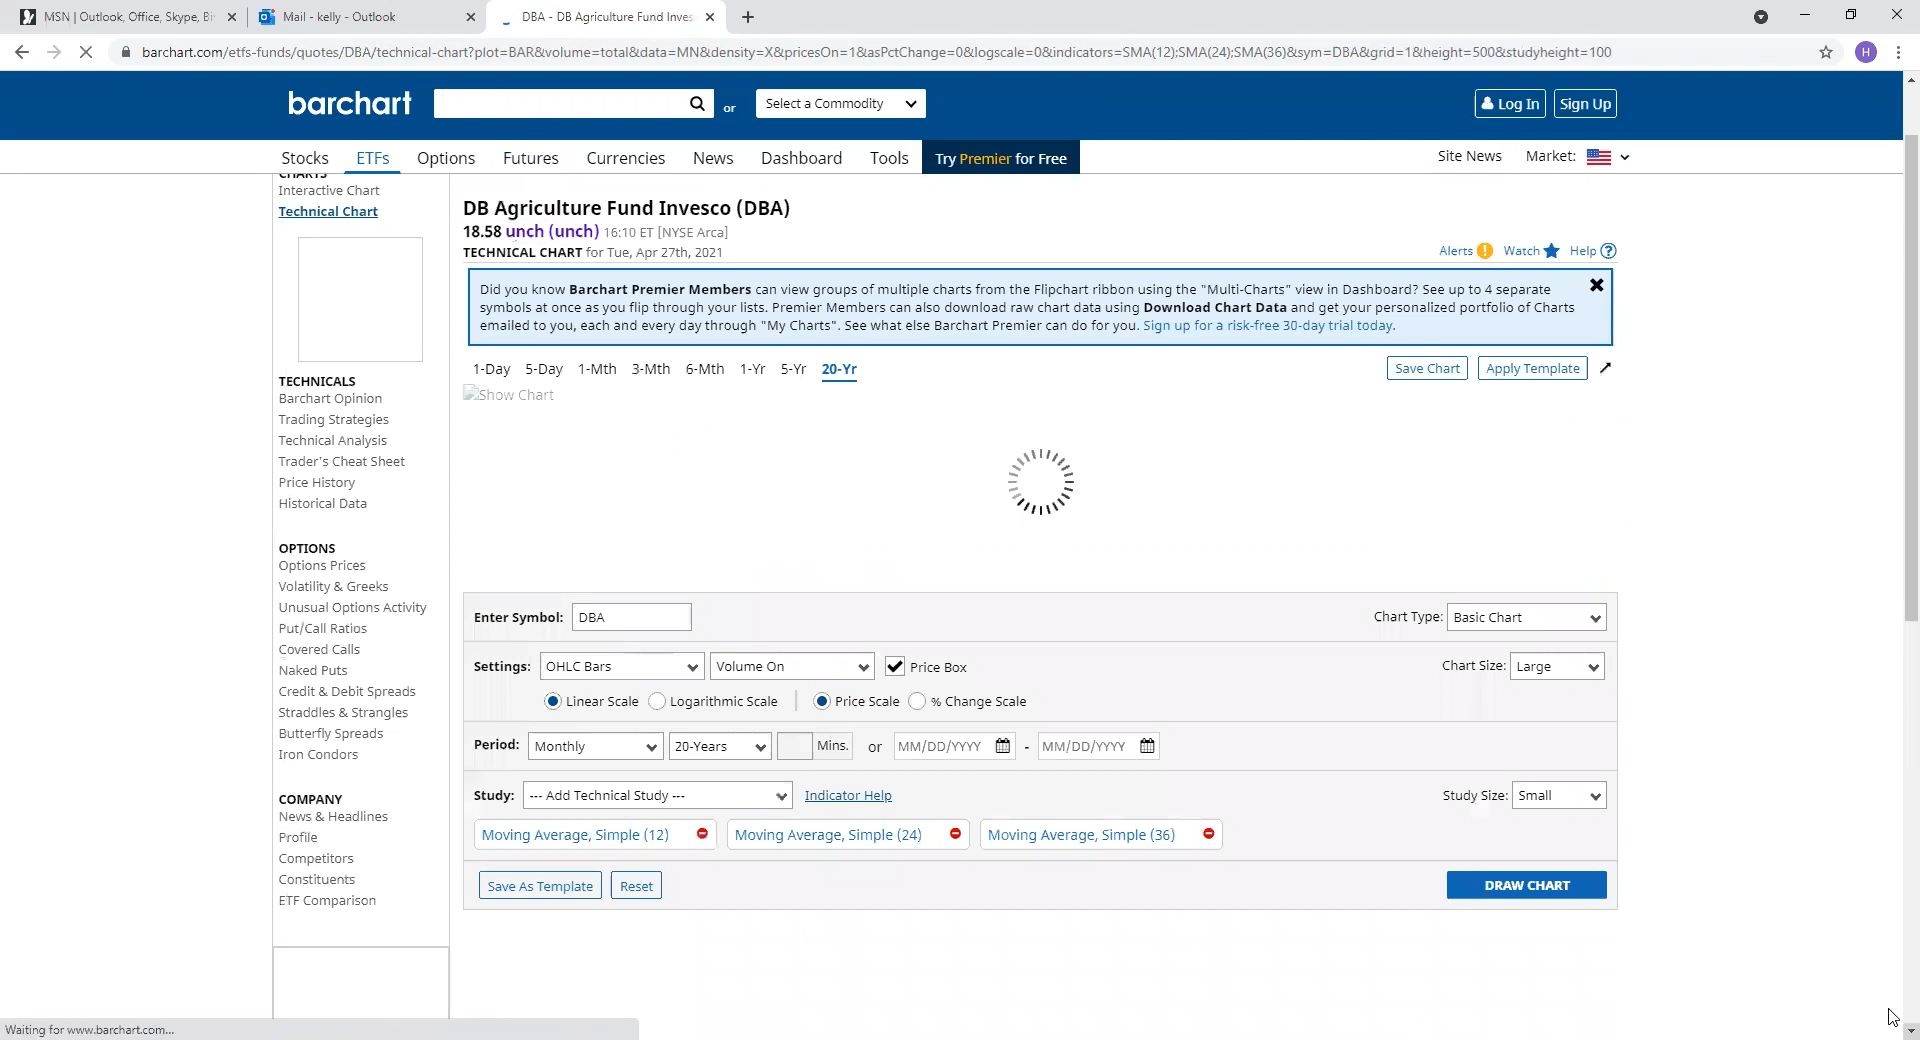 MSN | Outlook, Office, Skype, Bi
Mail - kelly - Outlook
DBA - DB Agriculture Fund Inves
barchart.com/etfs-funds/quotes/DBA/technical-chart?plot=BAR&volume=total&data=MN&density=X&pricesOn=1&asPctChange=0&logscale=0&indicators=SMA(12);SMA(24);SMA(36)&sym=DBA&grid=1&height=500&studyheight=100
H
barchart
or
Select a Commodity
Log In
Sign Up
Stocks ETFs Options Futures Currencies News Dashboard Tools Try Premier for Free
Site News Market:
CHARTS
Interactive Chart
Technical Chart
TECHNICALS
Barchart Opinion
Trading Strategies
Technical Analysis
Trader's Cheat Sheet
Price History
Historical Data
OPTIONS
Options Prices
Volatility & Greeks
Unusual Options Activity
Put/Call Ratios
Covered Calls
Naked Puts
Credit & Debit Spreads
Straddles & Strangles
Butterfly Spreads
Iron Condors
COMPANY
News & Headlines
Profile
Competitors
Constituents
ETF Comparison
DB Agriculture Fund Invesco (DBA)
18.58 unch (unch) 16:10 ET [NYSE Arca]
TECHNICAL CHART for Tue, Apr 27th, 2021
Alerts ! Watch Help ?
Did you know Barchart Premier Members can view groups of multiple charts from the Flipchart ribbon using the "Multi-Charts" view in Dashboard? See up to 4 separate
symbols at once as you flip through your lists. Premier Members can also download raw chart data using Download Chart Data and get your personalized portfolio of Charts
emailed to you, each and every day through "My Charts". See what else Barchart Premier can do for you. Sign up for a risk-free 30-day trial today.
1-Day 5-Day 1-Mth 3-Mth 6-Mth 1-Yr 5-Yr 20-Yr
Save Chart
Apply Template
Show Chart
Enter Symbol: DBA
Chart Type: Basic Chart
Settings: OHLC Bars Volume On Price Box
Chart Size: Large
Linear Scale Logarithmic Scale Price Scale % Change Scale
Period: Monthly 20-Years Mins. or MM/DD/YYYY - MM/DD/YYYY
Study: --- Add Technical Study --- Indicator Help
Study Size: Small
Moving Average, Simple (12) Moving Average, Simple (24) Moving Average, Simple (36)
Save As Template Reset
DRAW CHART
Waiting for www.barchart.com...